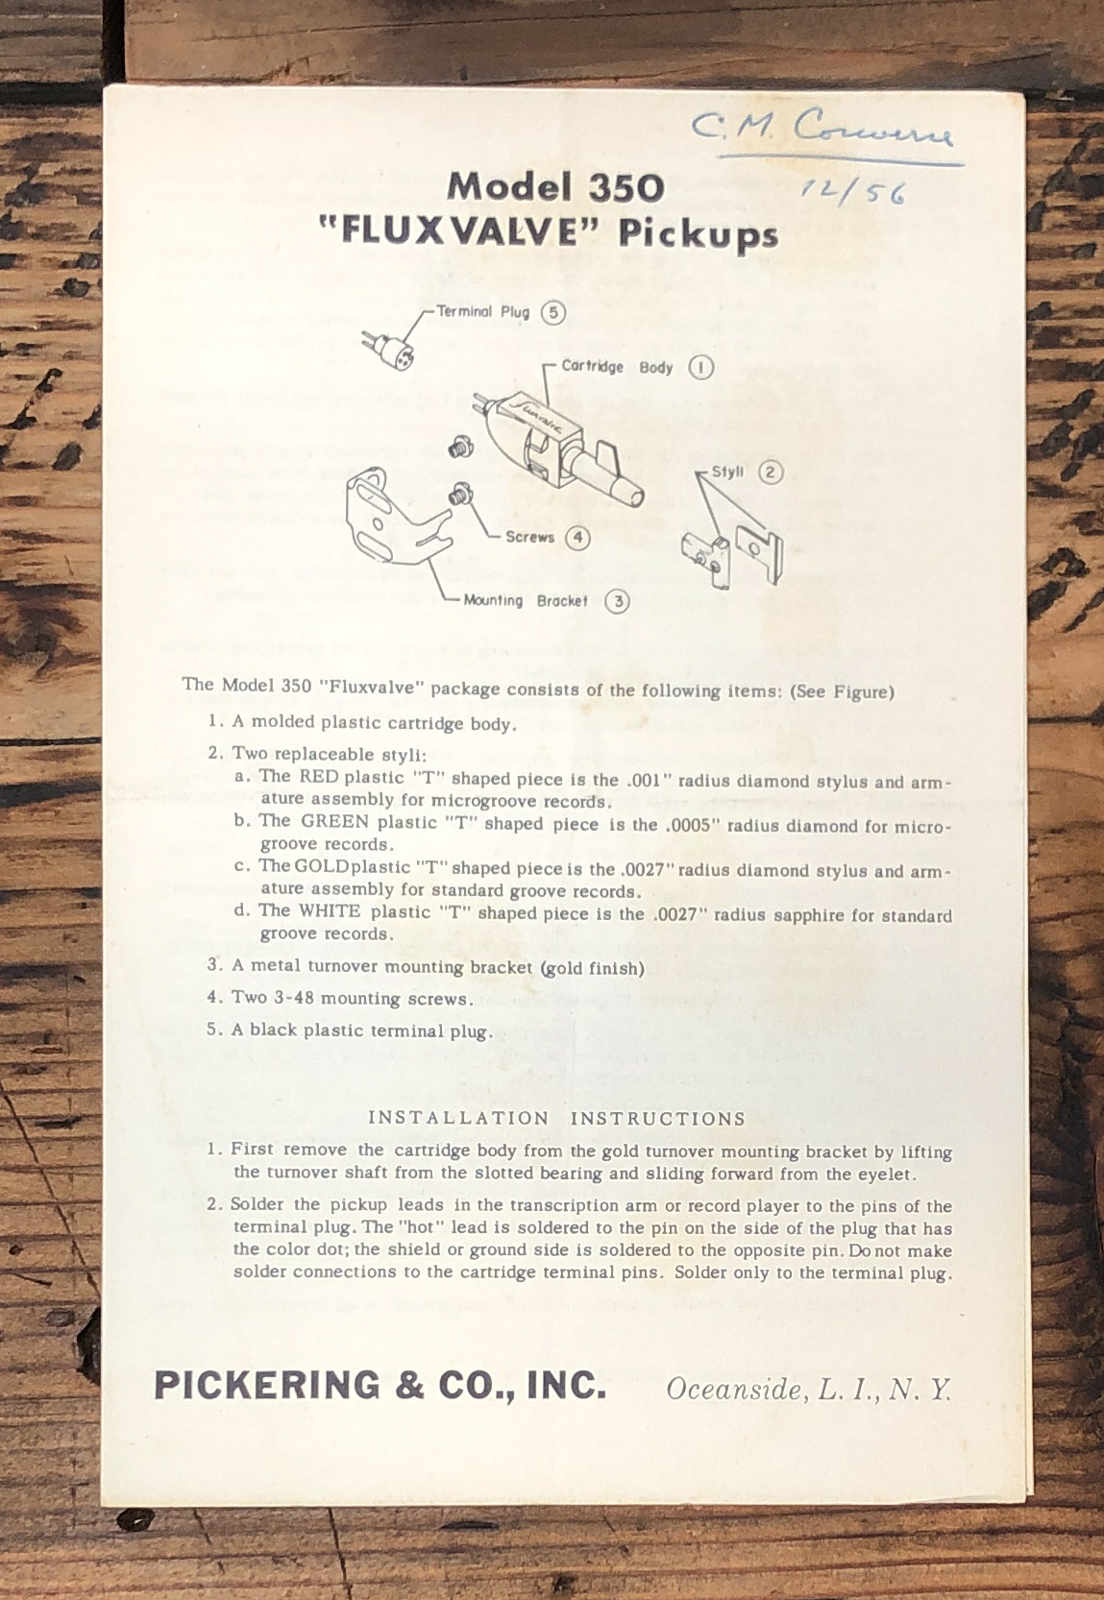 C. M. Converse
12/56
Model 350
"FLUXVALVE" Pickups
Terminal Plug 5
Cartridge Body 1
Fluxvalve
Styli 2
Screws 4
Mounting Bracket 3
The Model 350 "Fluxvalve" package consists of the following items: (See Figure)
1. A molded plastic cartridge body.
2. Two replaceable styli:
a. The RED plastic "T" shaped piece is the .001" radius diamond stylus and arm-
ature assembly for microgroove records.
b. The GREEN plastic "T" shaped piece is the .0005" radius diamond for micro-
groove records.
c. The GOLD plastic "T" shaped piece is the .0027" radius diamond stylus and arm-
ature assembly for standard groove records.
d. The WHITE plastic "T" shaped piece is the .0027" radius sapphire for standard
groove records.
3. A metal turnover mounting bracket (gold finish)
4. Two 3-48 mounting screws.
5. A black plastic terminal plug.
INSTALLATION INSTRUCTIONS
1. First remove the cartridge body from the gold turnover mounting bracket by lifting
the turnover shaft from the slotted bearing and sliding forward from the eyelet.
2. Solder the pickup leads in the transcription arm or record player to the pins of the
terminal plug. The "hot" lead is soldered to the pin on the side of the plug that has
the color dot; the shield or ground side is soldered to the opposite pin. Do not make
solder connections to the cartridge terminal pins. Solder only to the terminal plug.
PICKERING & CO., INC. Oceanside, L. I., N. Y.